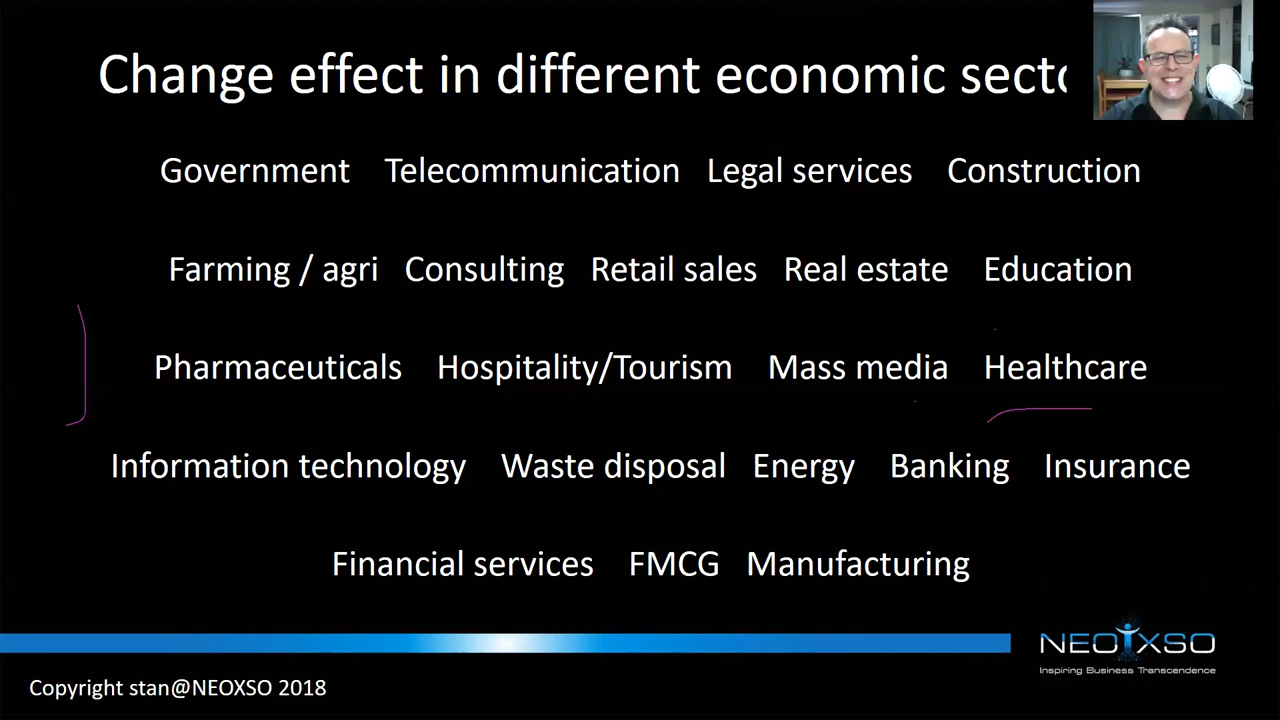 Change effect in different economic secto
Government Telecommunication Legal services Construction
Farming / agri Consulting Retail sales Real estate Education
Pharmaceuticals Hospitality/Tourism Mass media Healthcare
Information technology Waste disposal Energy Banking Insurance
Financial services FMCG Manufacturing
NEOXSO
Inspiring Business Transcendence
Copyright stan@NEOXSO 2018